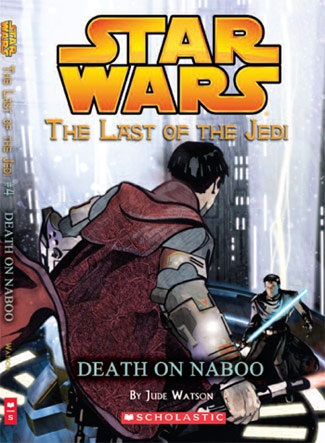 STAR
WARS
THE LAST OF THE JEDI
DEATH ON NABOO
BY JUDE WATSON
SCHOLASTIC
STAR WARS
THE LAST OF THE JEDI #4
DEATH ON NABOO
WATSON
S